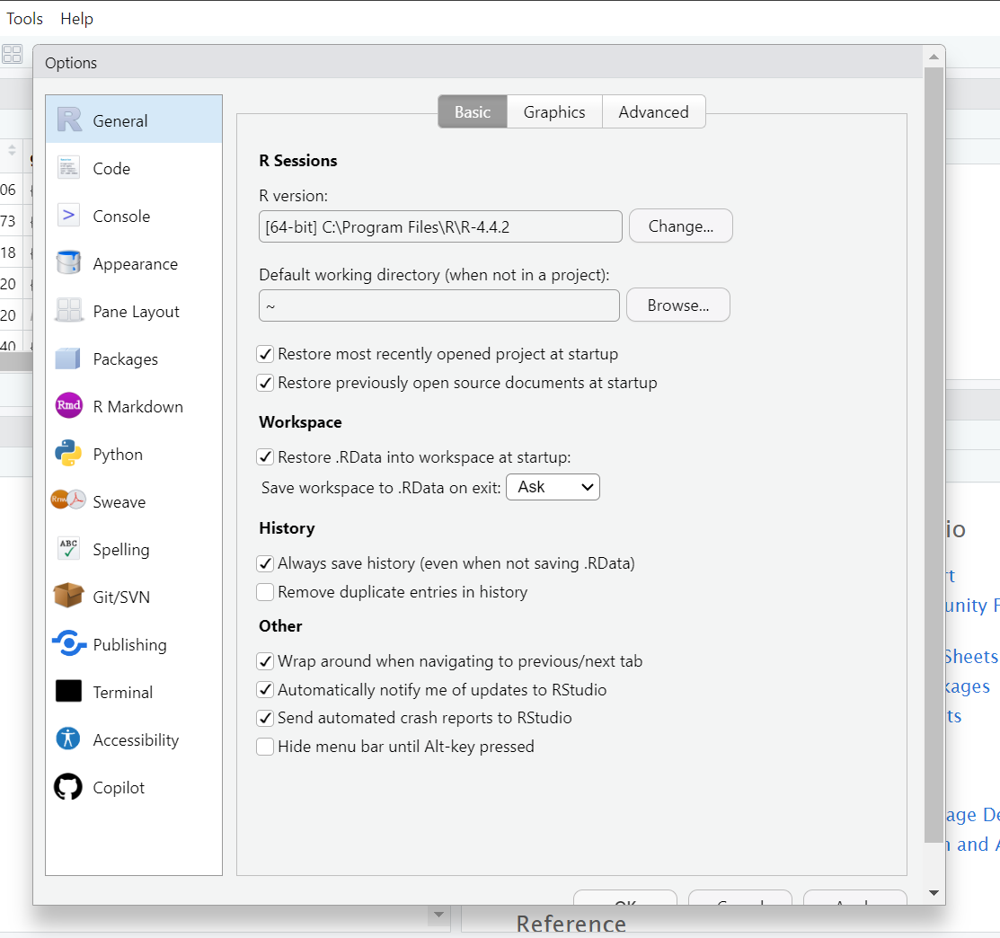 Tools Help
Options
General
Code
Console
Appearance
Pane Layout
Packages
Rmd R Markdown
Python
Rnw Sweave
ABC Spelling
Git/SVN
Publishing
Terminal
Accessibility
Copilot
Basic Graphics Advanced
R Sessions
R version:
[64-bit] C:\Program Files\R\R-4.4.2 Change...
Default working directory (when not in a project):
~ Browse...
Restore most recently opened project at startup
Restore previously open source documents at startup
Workspace
Restore .RData into workspace at startup:
Save workspace to .RData on exit: Ask
History
Always save history (even when not saving .RData)
Remove duplicate entries in history
Other
Wrap around when navigating to previous/next tab
Automatically notify me of updates to RStudio
Send automated crash reports to RStudio
Hide menu bar until Alt-key pressed
06
73
18
20
20
40
io
rt
unity F
Sheets
kages
ts
age De
n and A
Reference